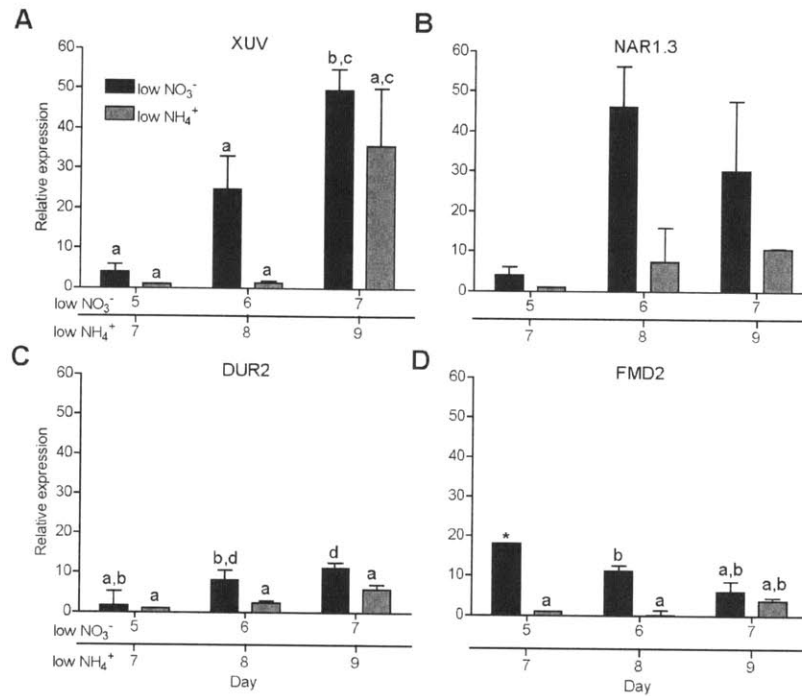 A
XUV
60
50
40
30
20
10
0
Relative expression
low NO₃⁻
low NH₄⁺
a
a
a
a
b,c
a,c
low NO₃⁻ 5 6 7
low NH₄⁺ 7 8 9
B
NAR1.3
60
50
40
30
20
10
0
5 6 7
7 8 9
C
DUR2
60
50
40
30
20
10
0
Relative expression
a,b
a
b,d
a
d
a
low NO₃⁻ 5 6 7
low NH₄⁺ 7 8 9
Day
D
FMD2
60
50
40
30
20
10
0
*
a
b
a
a,b
a,b
5 6 7
7 8 9
Day